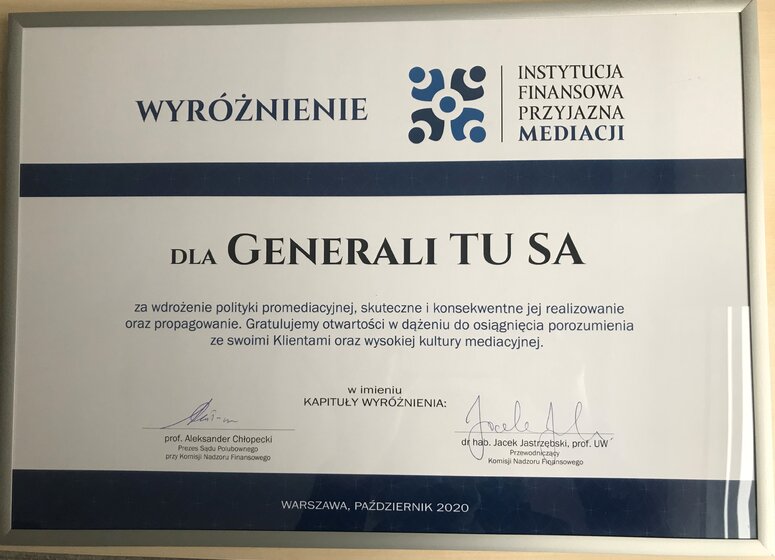 WYRÓŻNIENIE
INSTYTUCJA
FINANSOWA
PRZYJAZNA
MEDIACJI
DLA GENERALI TU SA
za wdrożenie polityki promediacyjnej, skuteczne i konsekwentne jej realizowanie
oraz propagowanie. Gratulujemy otwartości w dążeniu do osiągnięcia porozumienia
ze swoimi Klientami oraz wysokiej kultury mediacyjnej.
w imieniu
KAPITUŁY WYRÓŻNIENIA:
prof. Aleksander Chłopecki
Prezes Sądu Polubownego
przy Komisji Nadzoru Finansowego
dr hab. Jacek Jastrzębski, prof. UW
Przewodniczący
Komisji Nadzoru Finansowego
WARSZAWA, PAŹDZIERNIK 2020